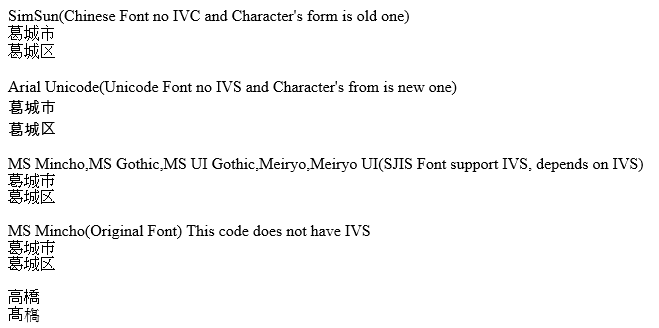 SimSun(Chinese Font no IVC and Character's form is old one)
葛城市
葛城区
Arial Unicode(Unicode Font no IVS and Character's from is new one)
葛城市
葛城区
MS Mincho,MS Gothic,MS UI Gothic,Meiryo,Meiryo UI(SJIS Font support IVS, depends on IVS)
葛城市
葛城区
MS Mincho(Original Font) This code does not have IVS
葛城市
葛城区
高橋
髙槗